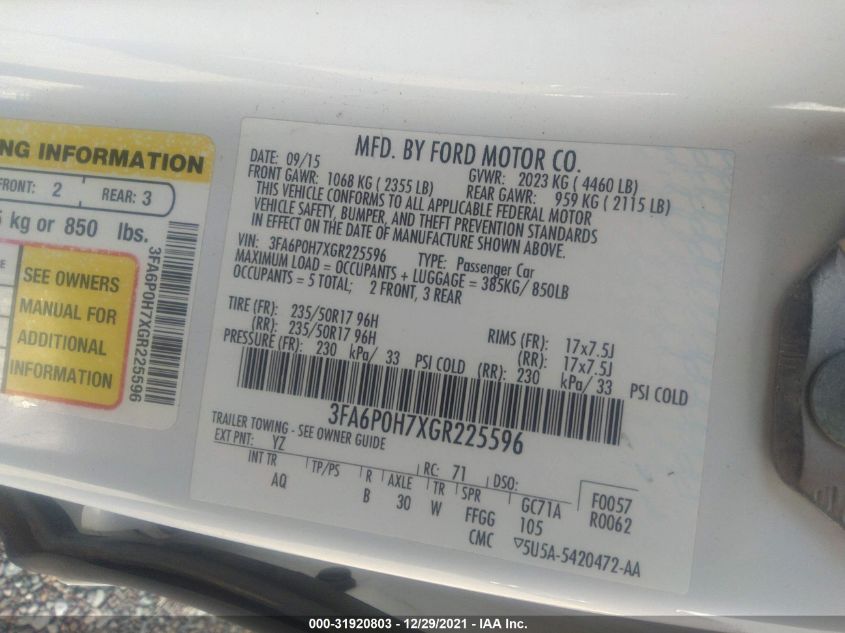 NG INFORMATION
FRONT: 2 REAR: 3
kg or 850 lbs.
SEE OWNERS
MANUAL FOR
ADDITIONAL
INFORMATION
3FA6P0H7XGR225596
MFD. BY FORD MOTOR CO.
DATE: 09/15 GVWR: 2023 KG ( 4460 LB)
FRONT GAWR: 1068 KG ( 2355 LB) REAR GAWR: 959 KG ( 2115 LB)
THIS VEHICLE CONFORMS TO ALL APPLICABLE FEDERAL MOTOR
VEHICLE SAFETY, BUMPER, AND THEFT PREVENTION STANDARDS
IN EFFECT ON THE DATE OF MANUFACTURE SHOWN ABOVE.
VIN: 3FA6P0H7XGR225596 TYPE: Passenger Car
MAXIMUM LOAD = OCCUPANTS + LUGGAGE = 385KG/ 850LB
OCCUPANTS = 5 TOTAL; 2 FRONT, 3 REAR
TIRE (FR): 235/50R17 96H RIMS (FR): 17x7.5J
(RR): 235/50R17 96H (RR): 17x7.5J
PRESSURE (FR): 230 kPa/ 33 PSI COLD (RR): 230 kPa/ 33 PSI COLD
3FA6P0H7XGR225596
TRAILER TOWING - SEE OWNER GUIDE
EXT PNT: YZ RC: 71 DSO: F0057
INT TR TP/PS R AXLE TR SPR GC71A R0062
AQ B 30 W FFGG 105
CMC ▽5U5A-5420472-AA
000-31920803 - 12/29/2021 - IAA Inc.